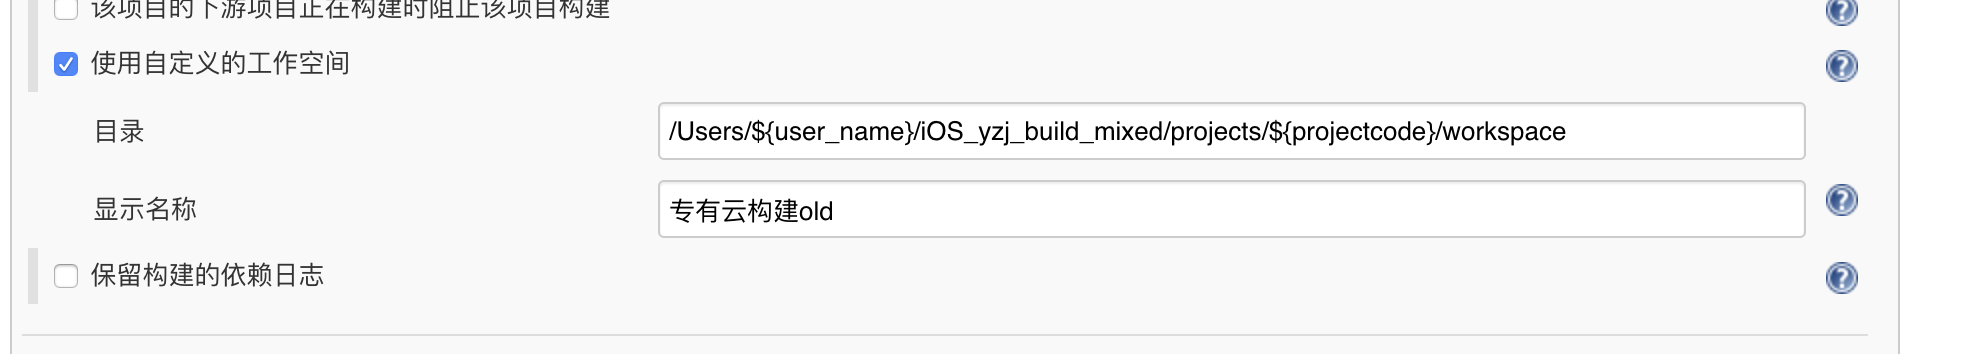 该项目的下游项目正在构建时阻止该项目构建
使用自定义的工作空间
目录 /Users/${user_name}/iOS_yzj_build_mixed/projects/${projectcode}/workspace
显示名称 专有云构建old
保留构建的依赖日志